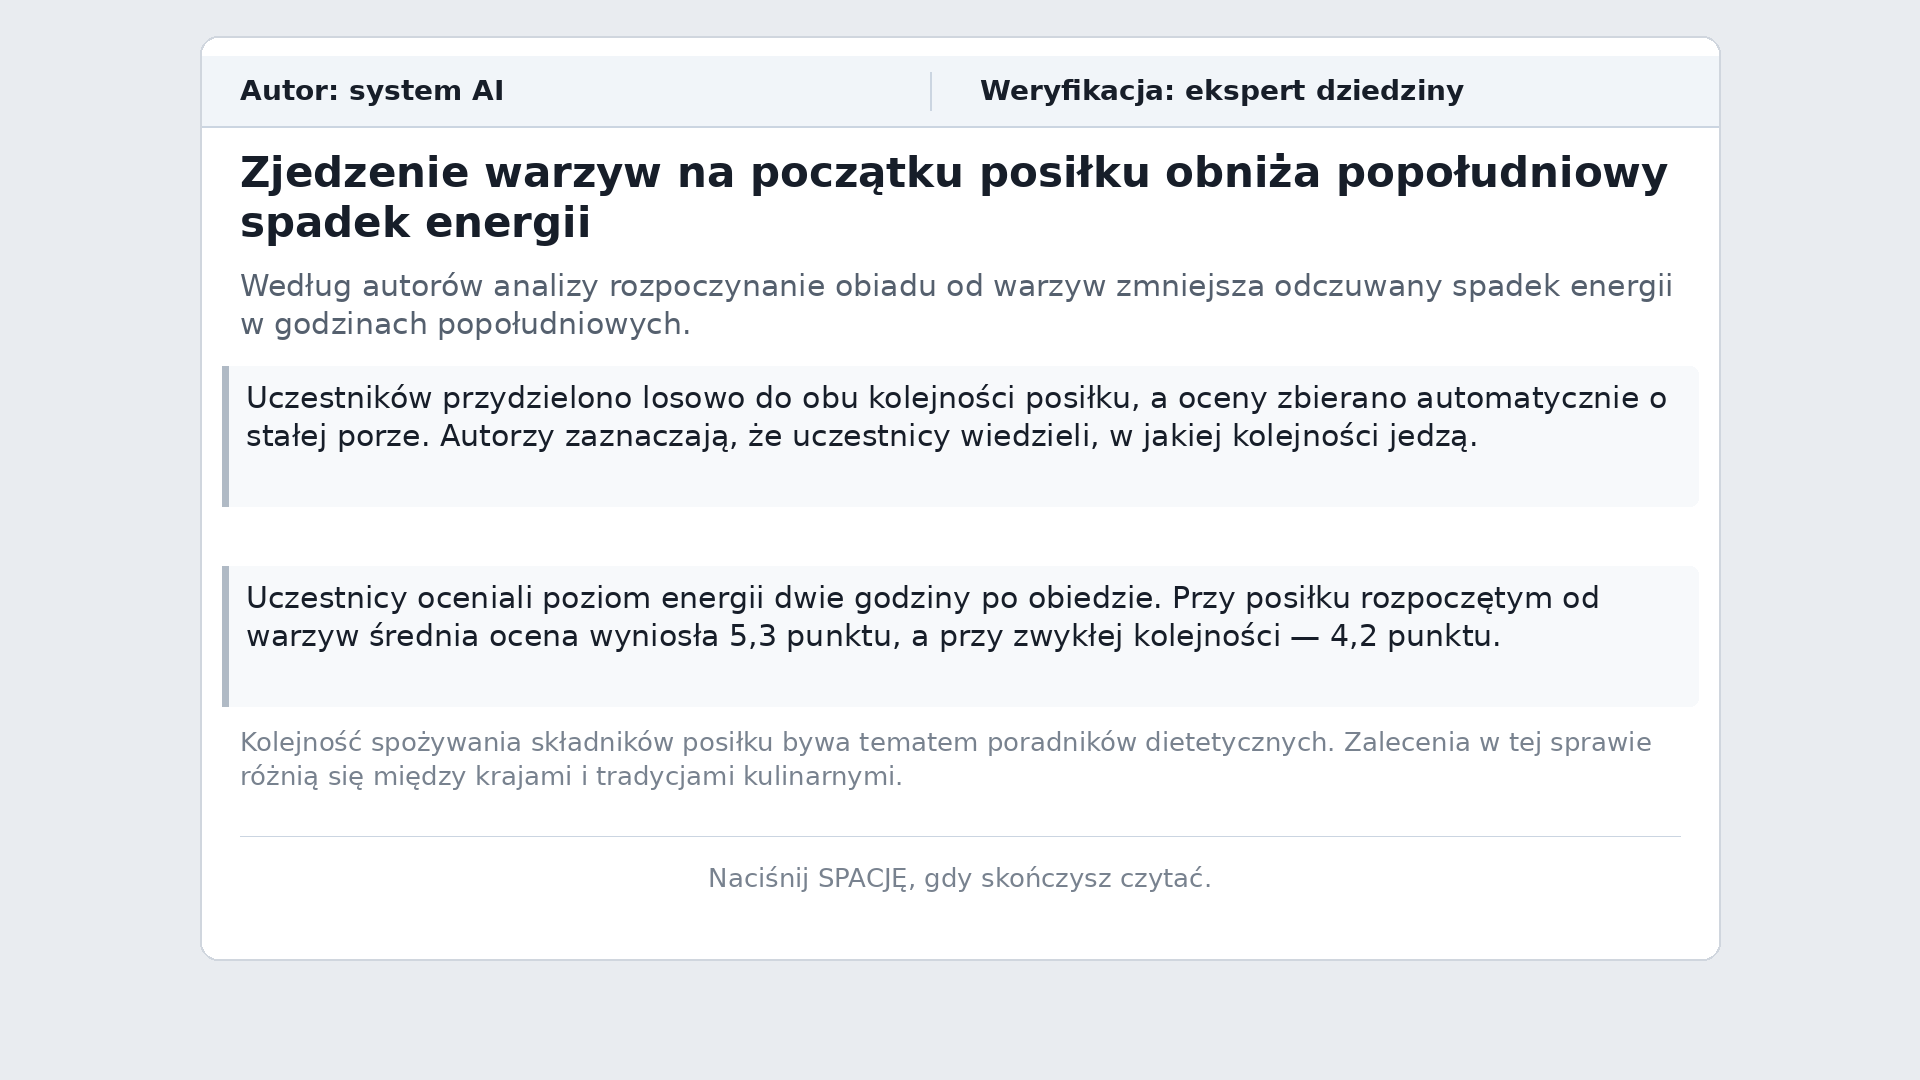 Autor: system AI
Weryfikacja: ekspert dziedziny
Zjedzenie warzyw na początku posiłku obniża popołudniowy
spadek energii
Według autorów analizy rozpoczynanie obiadu od warzyw zmniejsza odczuwany spadek energii
w godzinach popołudniowych.
Uczestników przydzielono losowo do obu kolejności posiłku, a oceny zbierano automatycznie o
stałej porze. Autorzy zaznaczają, że uczestnicy wiedzieli, w jakiej kolejności jedzą.
Uczestnicy oceniali poziom energii dwie godziny po obiedzie. Przy posiłku rozpoczętym od
warzyw średnia ocena wyniosła 5,3 punktu, a przy zwykłej kolejności — 4,2 punktu.
Kolejność spożywania składników posiłku bywa tematem poradników dietetycznych. Zalecenia w tej sprawie
różnią się między krajami i tradycjami kulinarnymi.
Naciśnij SPACJĘ, gdy skończysz czytać.